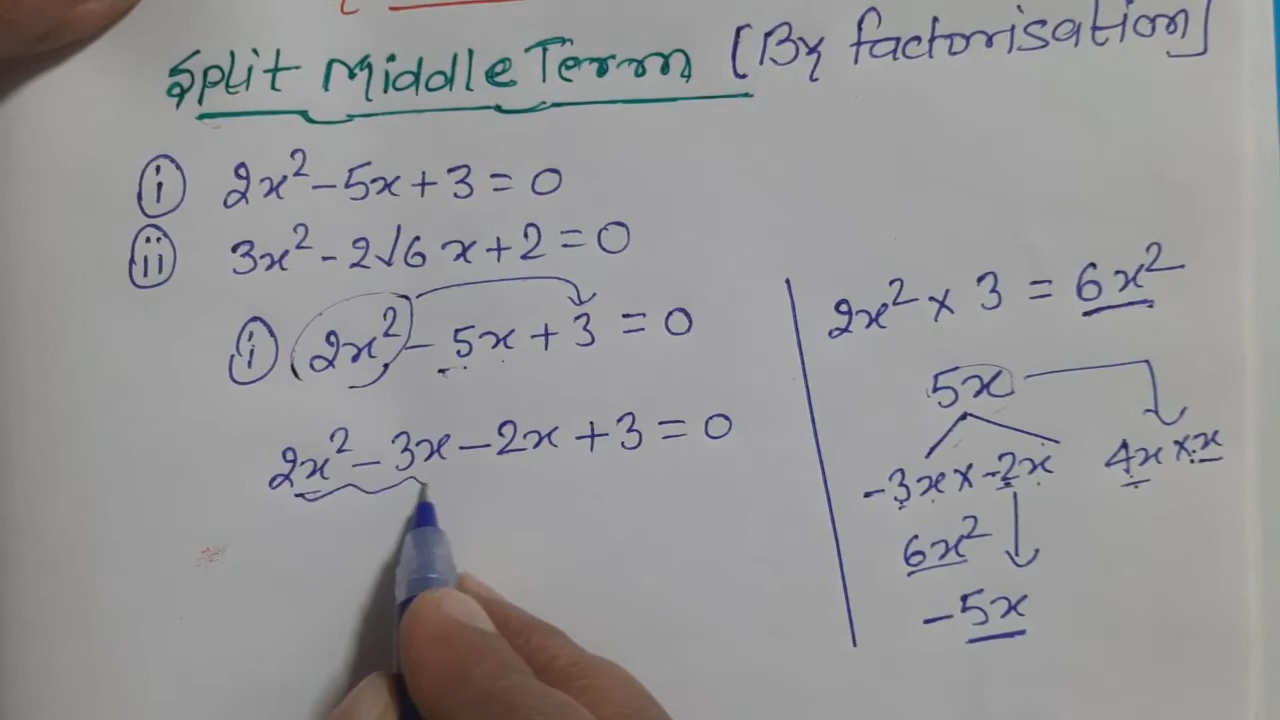 Split Middle Term [By factorisation]
(i) 2x² - 5x + 3 = 0
(ii) 3x² - 2√6 x + 2 = 0
(i) (2x²) - 5x + 3 = 0
2x² - 3x - 2x + 3 = 0
2x² × 3 = 6x²
5x
-3x × -2x 4x × x
6x²
-5x